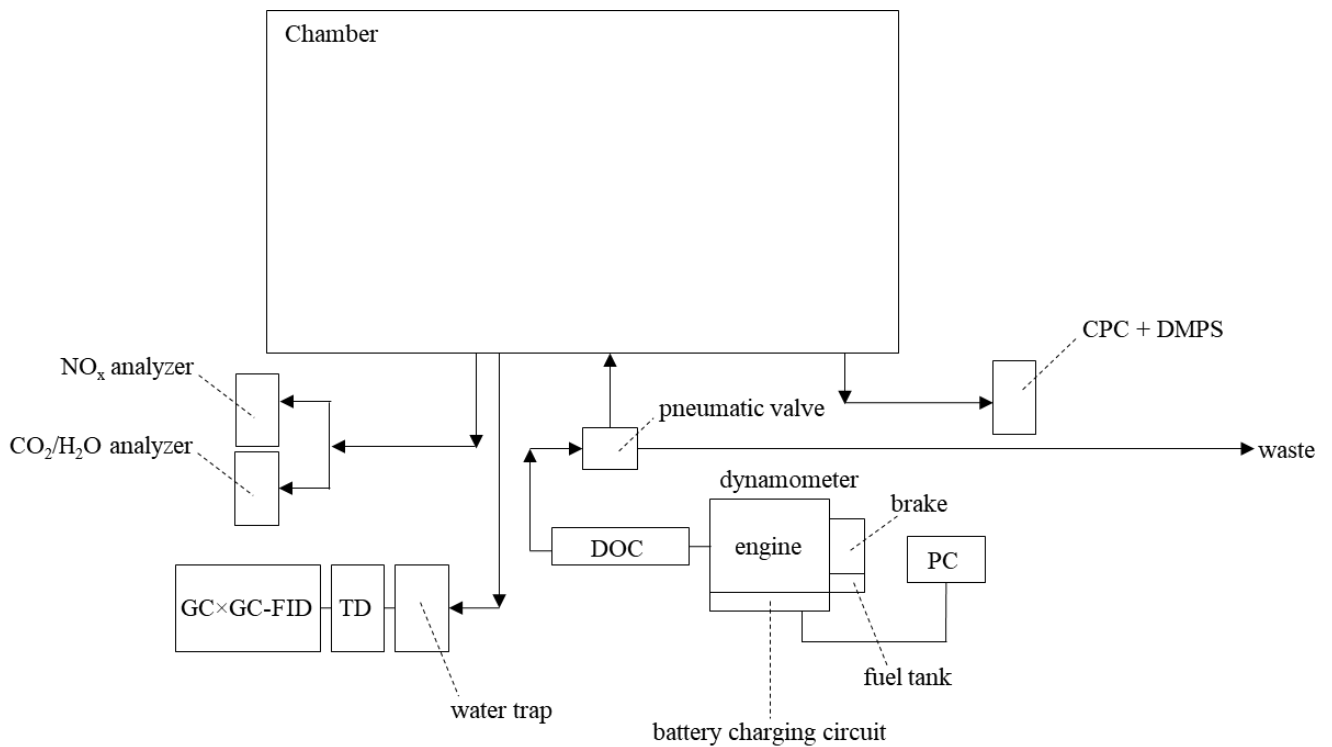 Chamber
CPC + DMPS
NOx analyzer
pneumatic valve
CO2/H2O analyzer
waste
dynamometer
brake
DOC
engine
PC
GC×GC-FID
TD
fuel tank
water trap
battery charging circuit